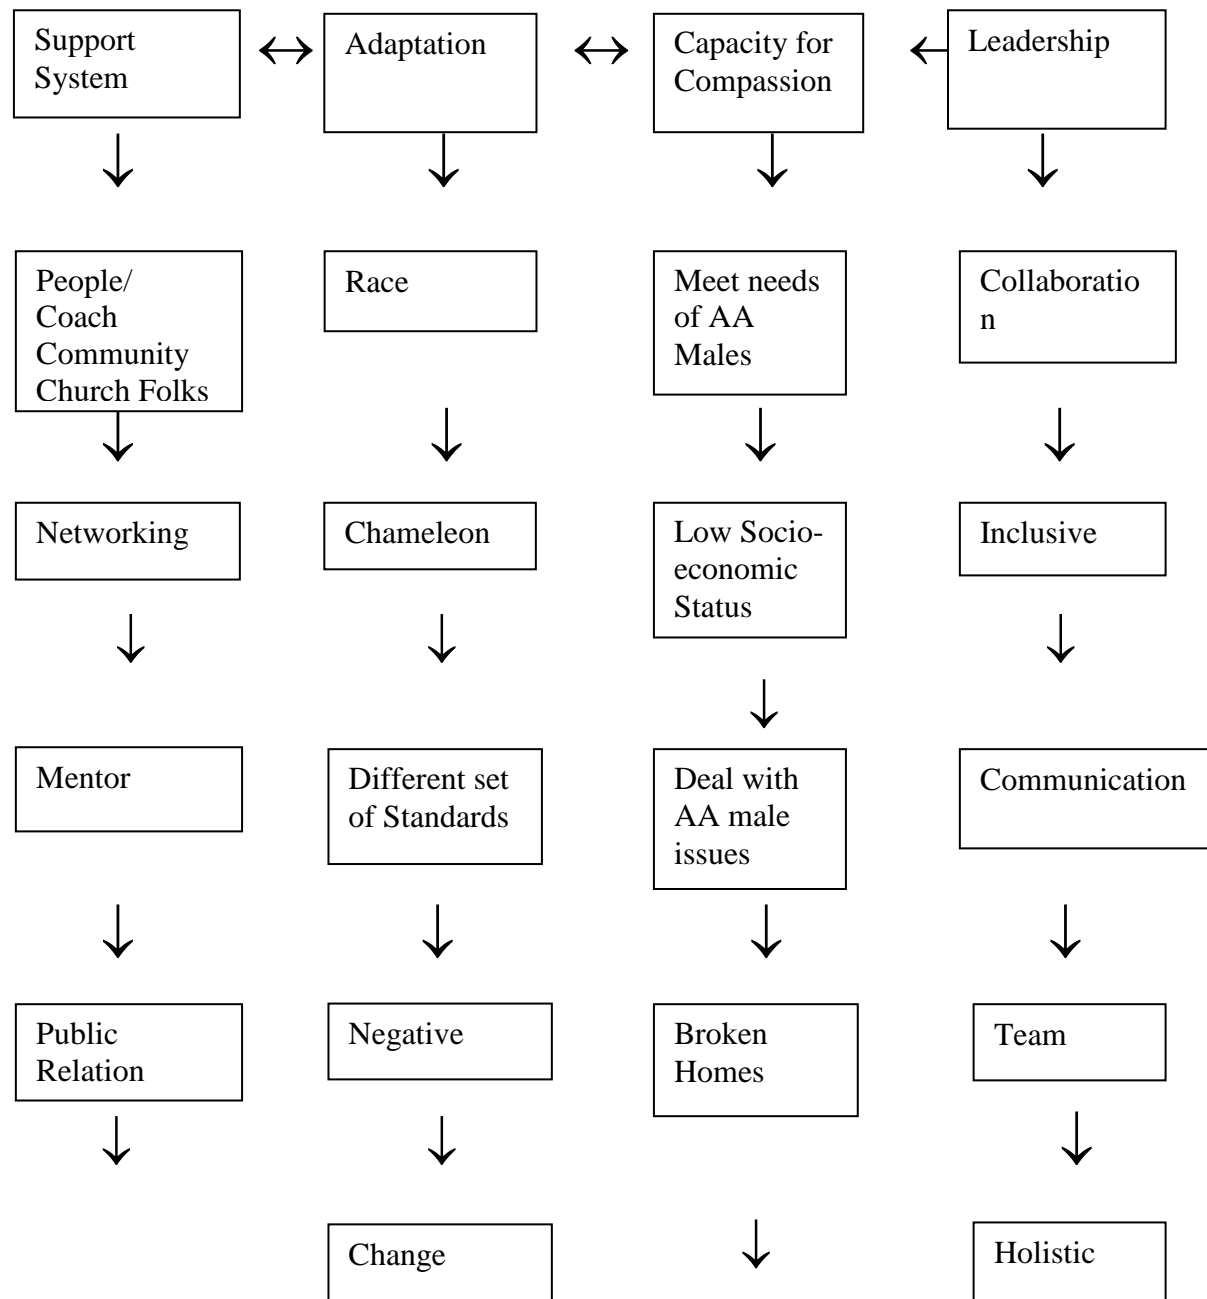 Support
System
Adaptation
Capacity for
Compassion
Leadership
People/
Coach
Community
Church Folks
Race
Meet needs
of AA
Males
Collaboratio
n
Networking
Chameleon
Low Socio-
economic
Status
Inclusive
Mentor
Different set
of Standards
Deal with
AA male
issues
Communication
Public
Relation
Negative
Broken
Homes
Team
Change
Holistic